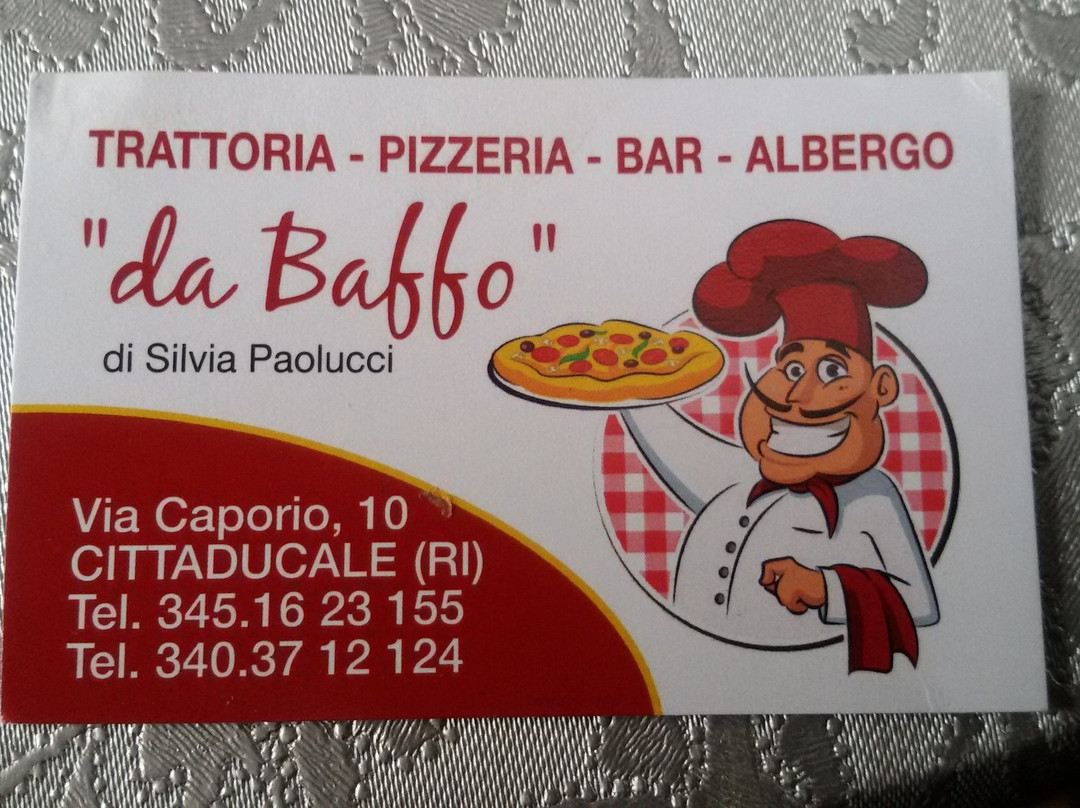 TRATTORIA - PIZZERIA - BAR - ALBERGO
"da Baffo"
di Silvia Paolucci
Via Caporio, 10
CITTADUCALE (RI)
Tel. 345.16 23 155
Tel. 340.37 12 124